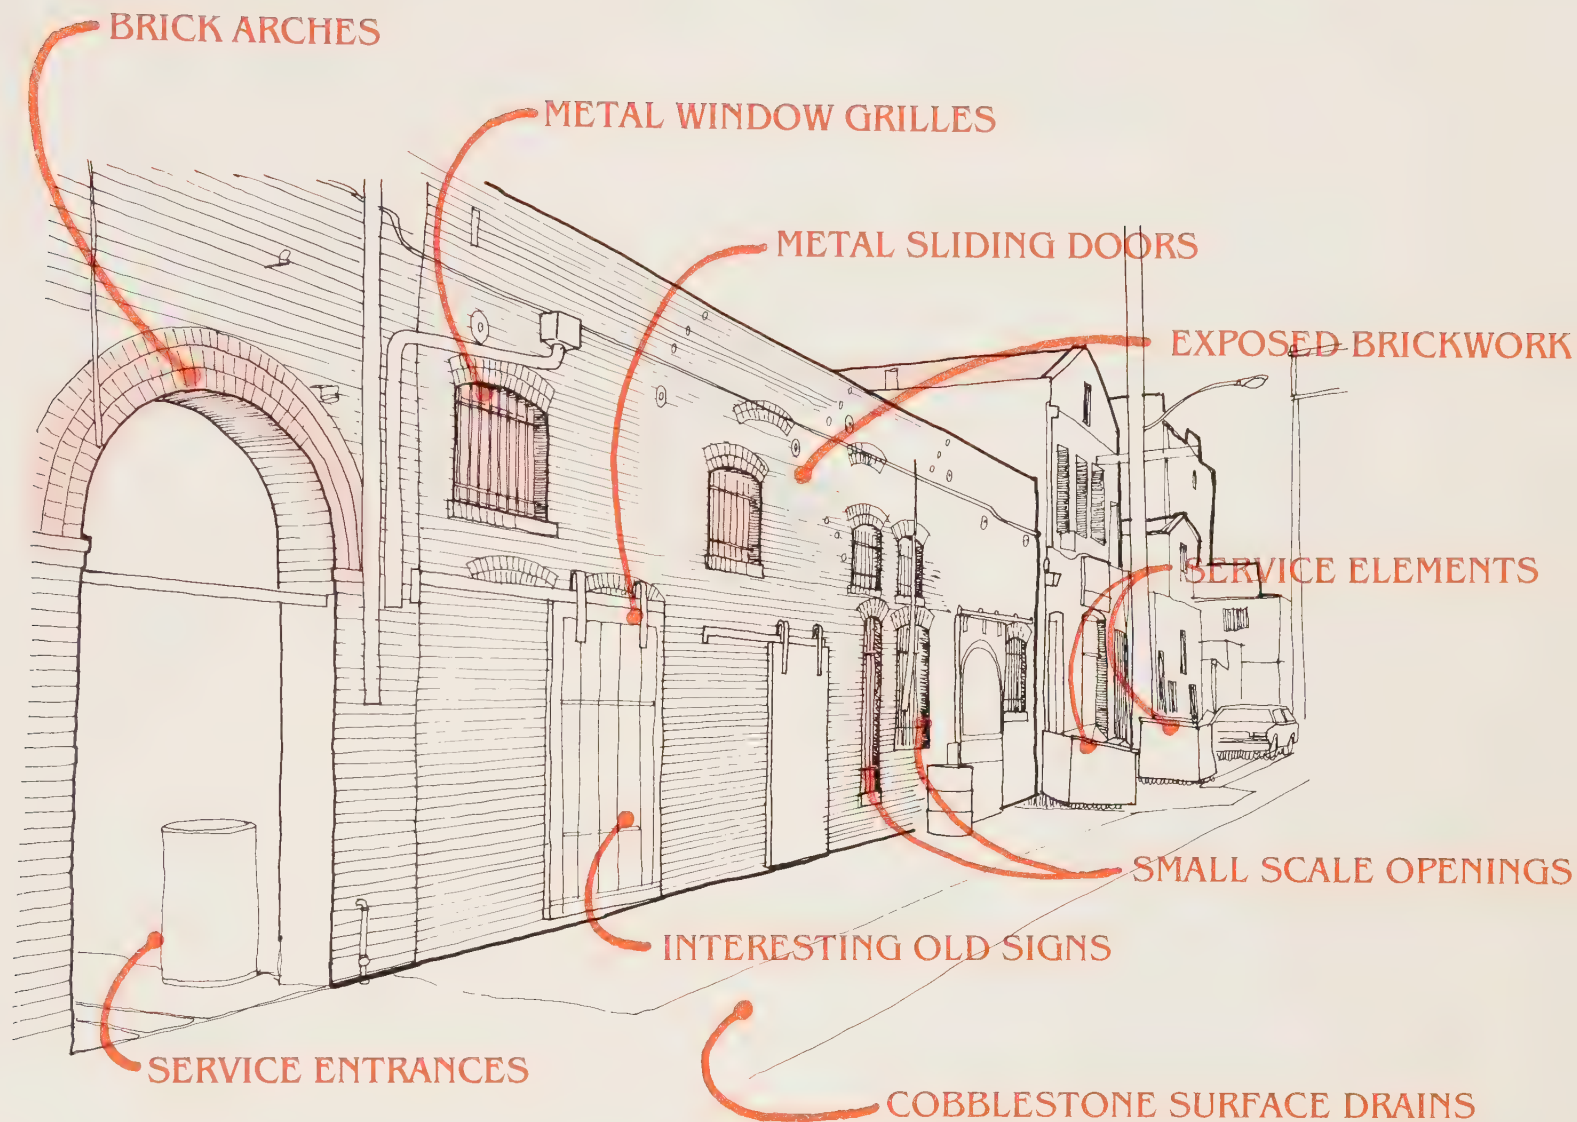 BRICK ARCHES
METAL WINDOW GRILLES
METAL SLIDING DOORS
EXPOSED BRICKWORK
SERVICE ELEMENTS
SMALL SCALE OPENINGS
INTERESTING OLD SIGNS
SERVICE ENTRANCES
COBBLESTONE SURFACE DRAINS